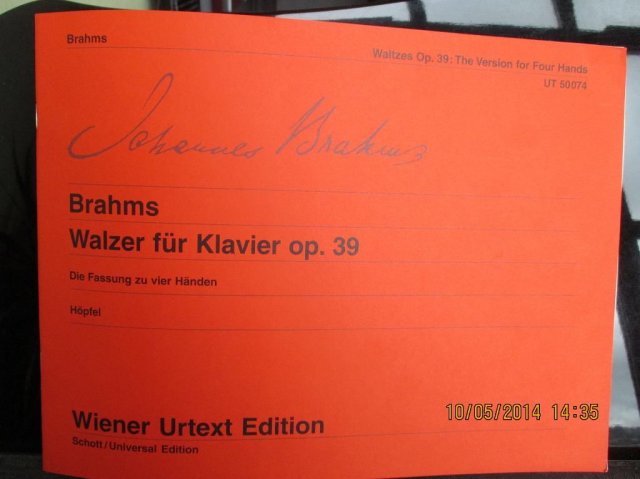 Brahms
Waltzes Op. 39: The Version for Four Hands
UT 50074
Johannes Brahms
Brahms
Walzer für Klavier op. 39
Die Fassung zu vier Händen
Höpfel
Wiener Urtext Edition
Schott/Universal Edition
10/05/2014 14:35